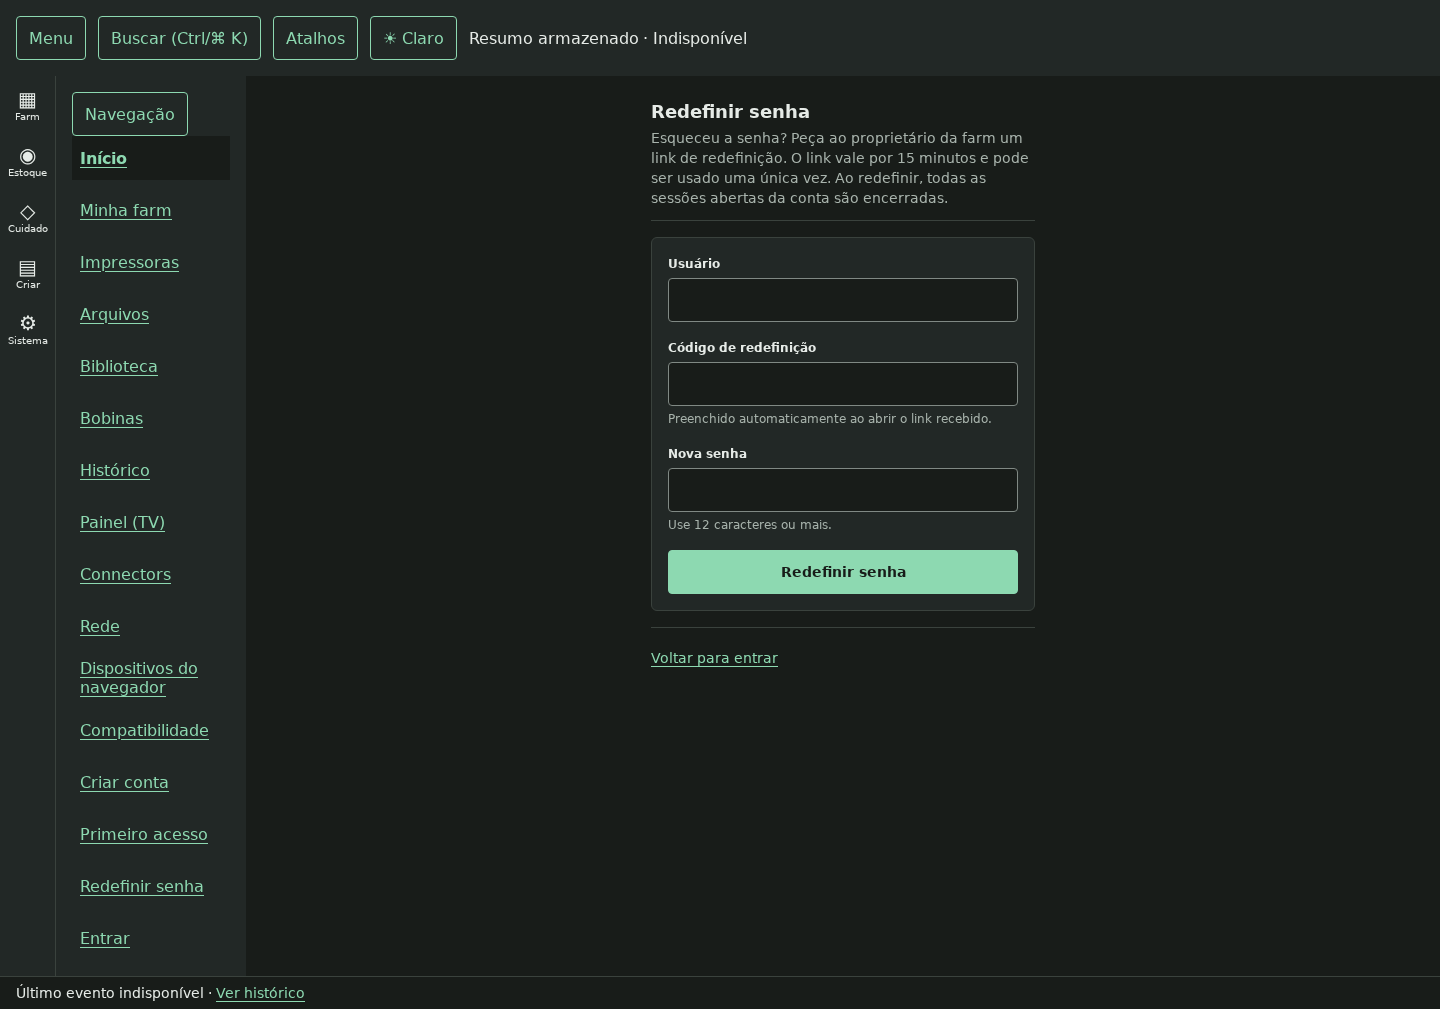 Menu
Buscar (Ctrl/⌘ K)
Atalhos
☀ Claro
Resumo armazenado · Indisponível
Farm
Estoque
Cuidado
Criar
Sistema
Navegação
Início
Minha farm
Impressoras
Arquivos
Biblioteca
Bobinas
Histórico
Painel (TV)
Connectors
Rede
Dispositivos do
navegador
Compatibilidade
Criar conta
Primeiro acesso
Redefinir senha
Entrar
Redefinir senha
Esqueceu a senha? Peça ao proprietário da farm um
link de redefinição. O link vale por 15 minutos e pode
ser usado uma única vez. Ao redefinir, todas as
sessões abertas da conta são encerradas.
Usuário
Código de redefinição
Preenchido automaticamente ao abrir o link recebido.
Nova senha
Use 12 caracteres ou mais.
Redefinir senha
Voltar para entrar
Último evento indisponível · Ver histórico